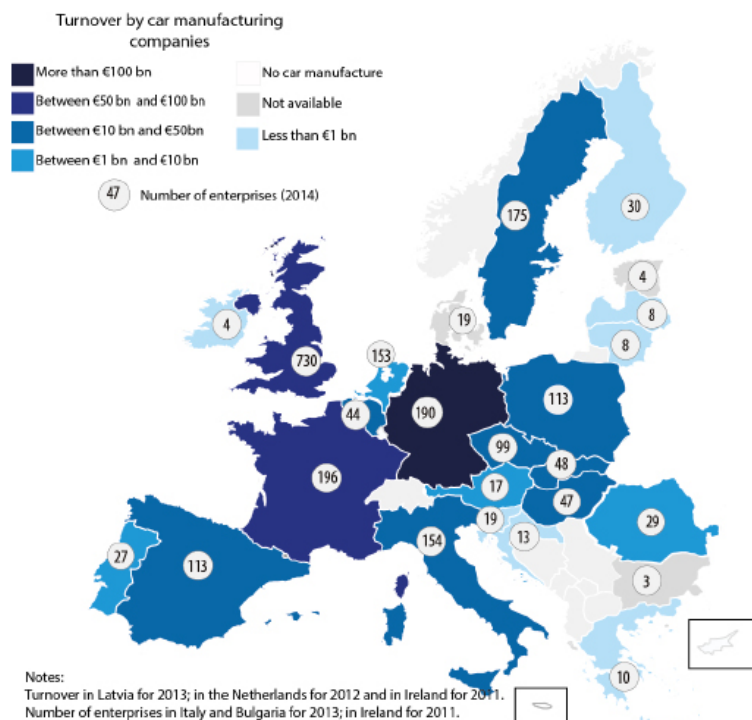 Turnover by car manufacturing
companies
More than €100 bn
No car manufacture
Between €50 bn and €100 bn
Not available
Between €10 bn and €50bn
Less than €1 bn
Between €1 bn and €10 bn
47 Number of enterprises (2014)
175
30
4
4
19
8
730
153
8
44
190
113
99
196
48
17
47
19
29
13
27
113
154
3
10
Notes:
Turnover in Latvia for 2013; in the Netherlands for 2012 and in Ireland for 2011.
Number of enterprises in Italy and Bulgaria for 2013; in Ireland for 2011.